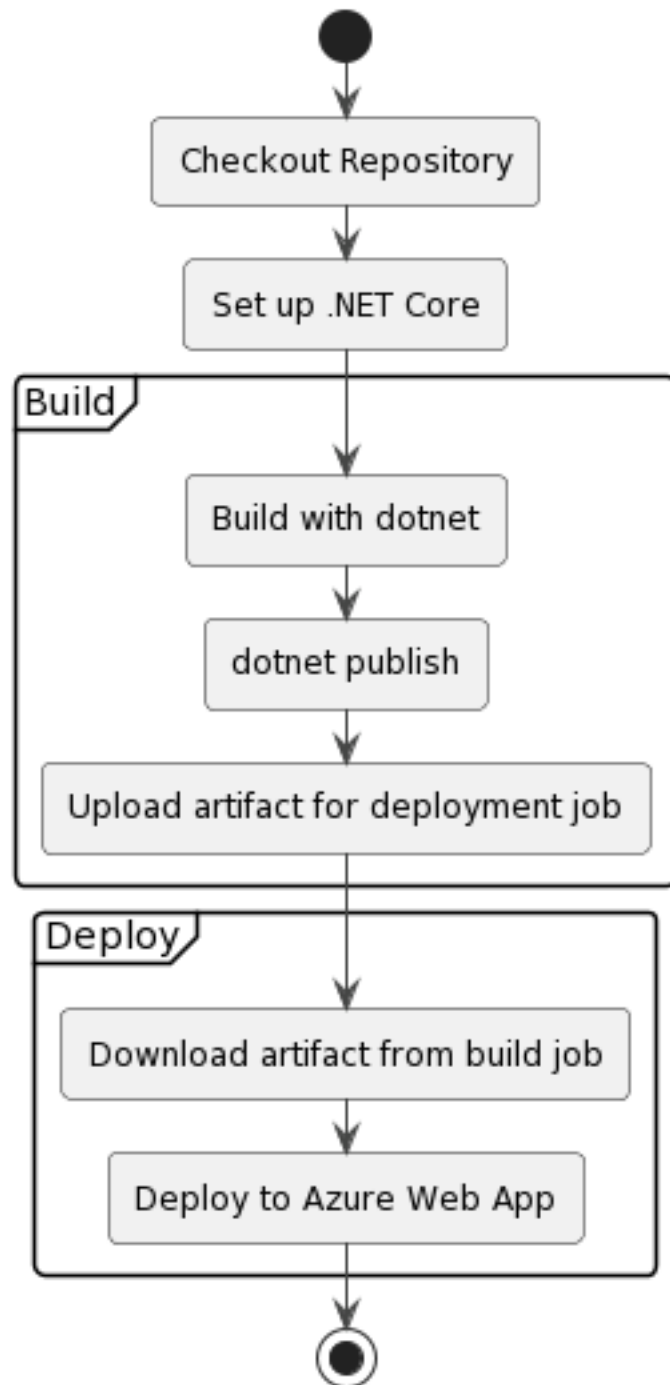 Checkout Repository
Set up .NET Core
Build
Build with dotnet
dotnet publish
Upload artifact for deployment job
Deploy
Download artifact from build job
Deploy to Azure Web App